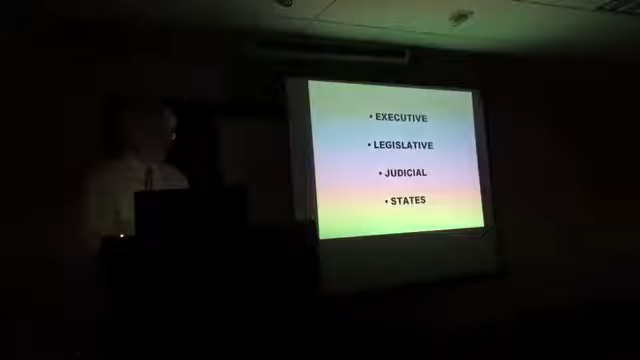 • EXECUTIVE
• LEGISLATIVE
• JUDICIAL
• STATES